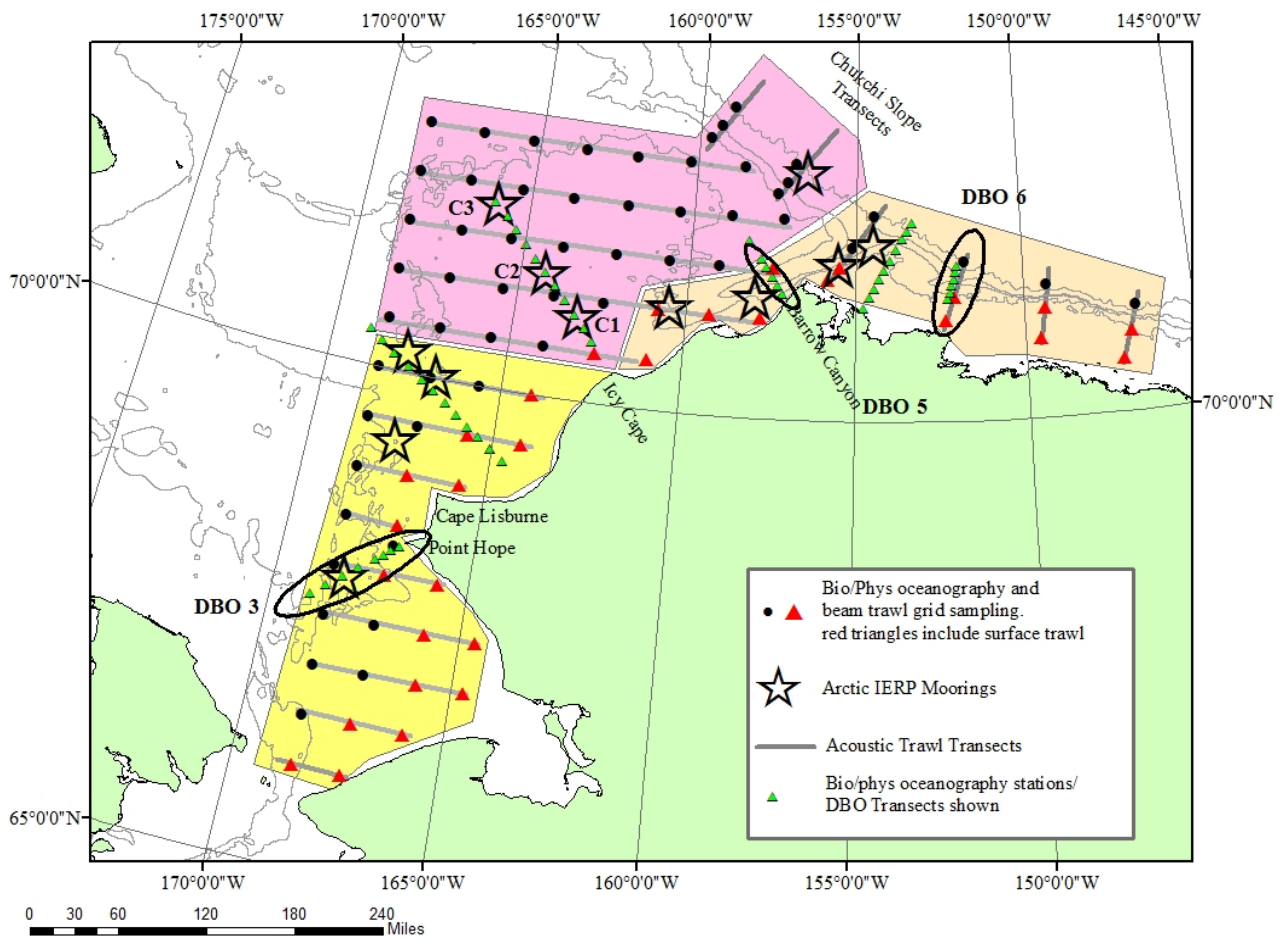 175°0'0"W 170°0'0"W 165°0'0"W 160°0'0"W 155°0'0"W 150°0'0"W 145°0'0"W
Chukchi Slope
Transects
DBO 6
C3
C2
C1
70°0'0"N
Barrow Canyon
DBO 5
70°0'0"N
Icy Cape
Cape Lisburne
Point Hope
DBO 3
Bio/Phys oceanography and
beam trawl grid sampling.
red triangles include surface trawl
Arctic IERP Moorings
Acoustic Trawl Transects
Bio/phys oceanography stations/
DBO Transects shown
65°0'0"N
170°0'0"W 165°0'0"W 160°0'0"W 155°0'0"W 150°0'0"W
0 30 60 120 180 240
Miles